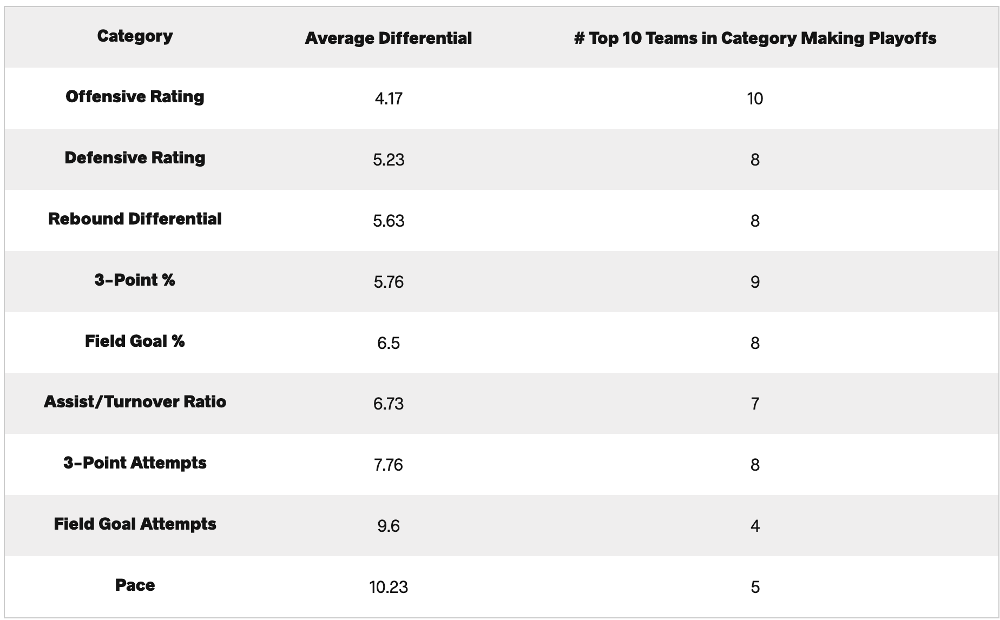 Category Average Differential # Top 10 Teams in Category Making Playoffs
Offensive Rating 4.17 10
Defensive Rating 5.23 8
Rebound Differential 5.63 8
3-Point % 5.76 9
Field Goal % 6.5 8
Assist/Turnover Ratio 6.73 7
3-Point Attempts 7.76 8
Field Goal Attempts 9.6 4
Pace 10.23 5